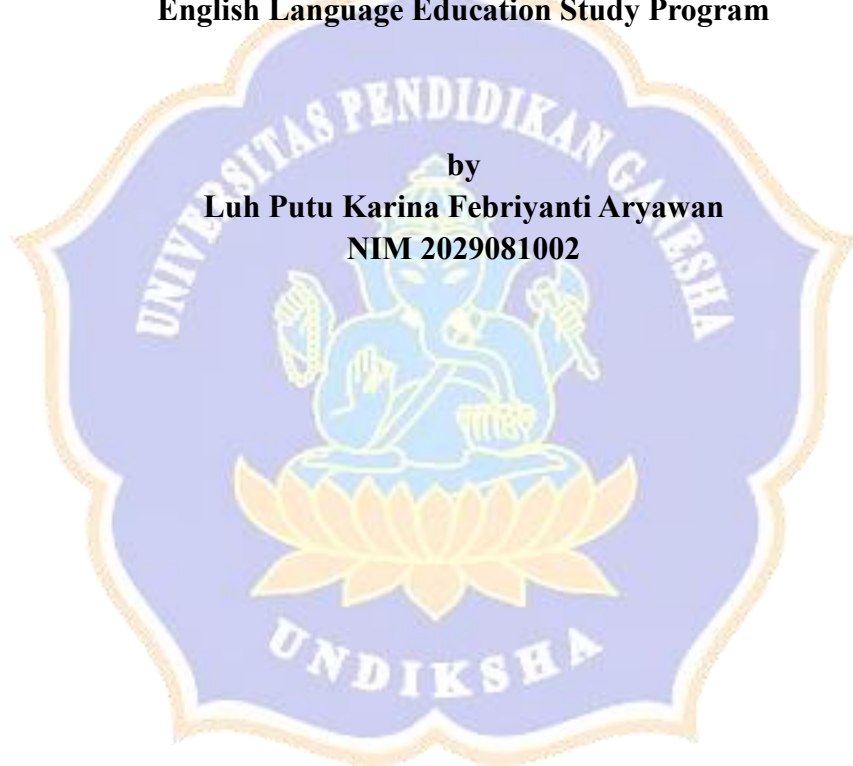 English Language Education Study Program
by
Luh Putu Karina Febriyanti Aryawan
NIM 2029081002
UNIVERSITAS PENDIDIKAN GANESHA
UNDIKSHA